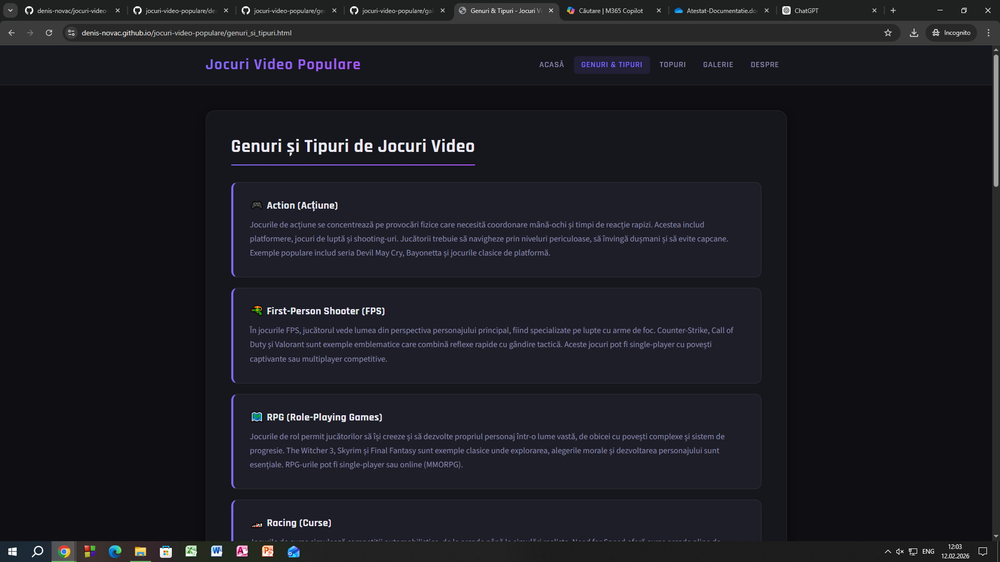 denis-novac/jocuri-video-
jocuri-video-populare/des
jocuri-video-populare/gen
jocuri-video-populare/gal
Genuri & Tipuri - Jocuri Vi
Căutare | M365 Copilot
Atestat-Documentatie.do
ChatGPT
denis-novac.github.io/jocuri-video-populare/genuri_si_tipuri.html
Incognito
Jocuri Video Populare
ACASĂ
GENURI & TIPURI
TOPURI
GALERIE
DESPRE
Genuri și Tipuri de Jocuri Video
Action (Acțiune)
Jocurile de acțiune se concentrează pe provocări fizice care necesită coordonare mână-ochi și timpi de reacție rapizi. Acestea includ
platformere, jocuri de luptă și shooting-uri. Jucătorii trebuie să navigheze prin niveluri periculoase, să învingă dușmani și să evite capcane.
Exemple populare includ seria Devil May Cry, Bayonetta și jocurile clasice de platformă.
First-Person Shooter (FPS)
În jocurile FPS, jucătorul vede lumea din perspectiva personajului principal, fiind specializate pe lupte cu arme de foc. Counter-Strike, Call of
Duty și Valorant sunt exemple emblematice care combină reflexe rapide cu gândire tactică. Aceste jocuri pot fi single-player cu povești
captivante sau multiplayer competitive.
RPG (Role-Playing Games)
Jocurile de rol permit jucătorilor să își creeze și să dezvolte propriul personaj într-o lume vastă, de obicei cu povești complexe și sistem de
progresie. The Witcher 3, Skyrim și Final Fantasy sunt exemple clasice unde explorarea, alegerile morale și dezvoltarea personajului sunt
esențiale. RPG-urile pot fi single-player sau online (MMORPG).
Racing (Curse)
ENG
12:03
12.02.2026